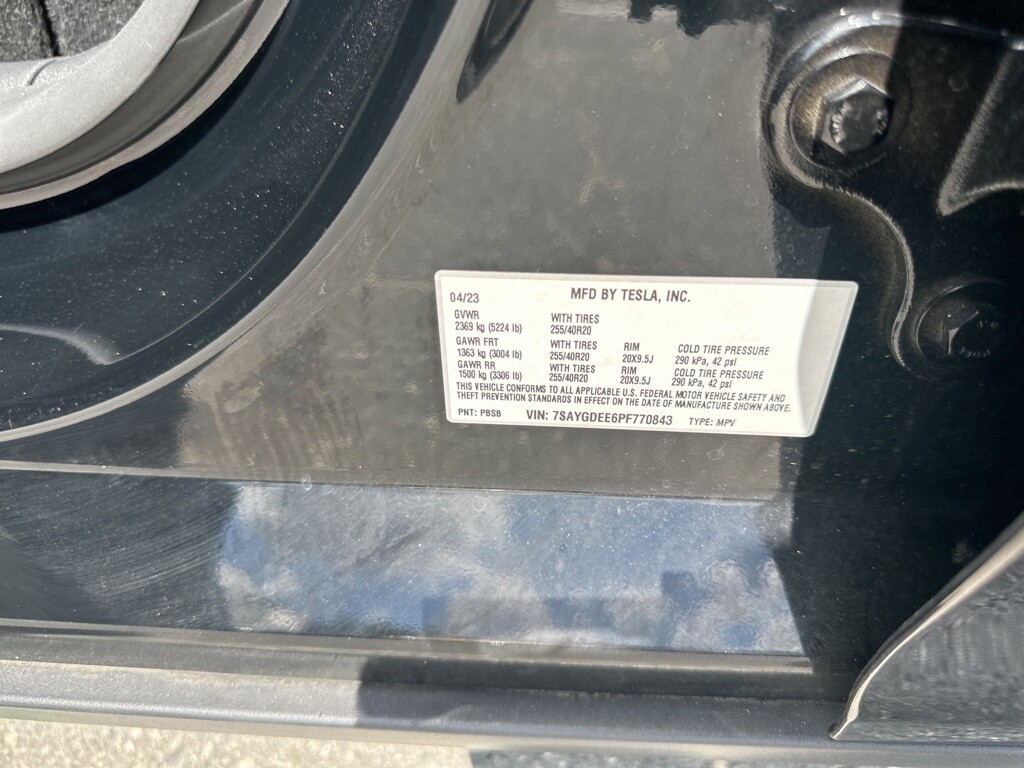 04/23 MFD BY TESLA, INC.
GVWR WITH TIRES
2369 kg (5224 lb) 255/40R20
GAWR FRT WITH TIRES RIM COLD TIRE PRESSURE
1363 kg (3004 lb) 255/40R20 20X9.5J 290 kPa, 42 psi
GAWR RR WITH TIRES RIM COLD TIRE PRESSURE
1500 kg (3306 lb) 255/40R20 20X9.5J 290 kPa, 42 psi
THIS VEHICLE CONFORMS TO ALL APPLICABLE U.S. FEDERAL MOTOR VEHICLE SAFETY AND
THEFT PREVENTION STANDARDS IN EFFECT ON THE DATE OF MANUFACTURE SHOWN ABOVE.
PNT: PBSB VIN: 7SAYGDEE6PF770843 TYPE: MPV